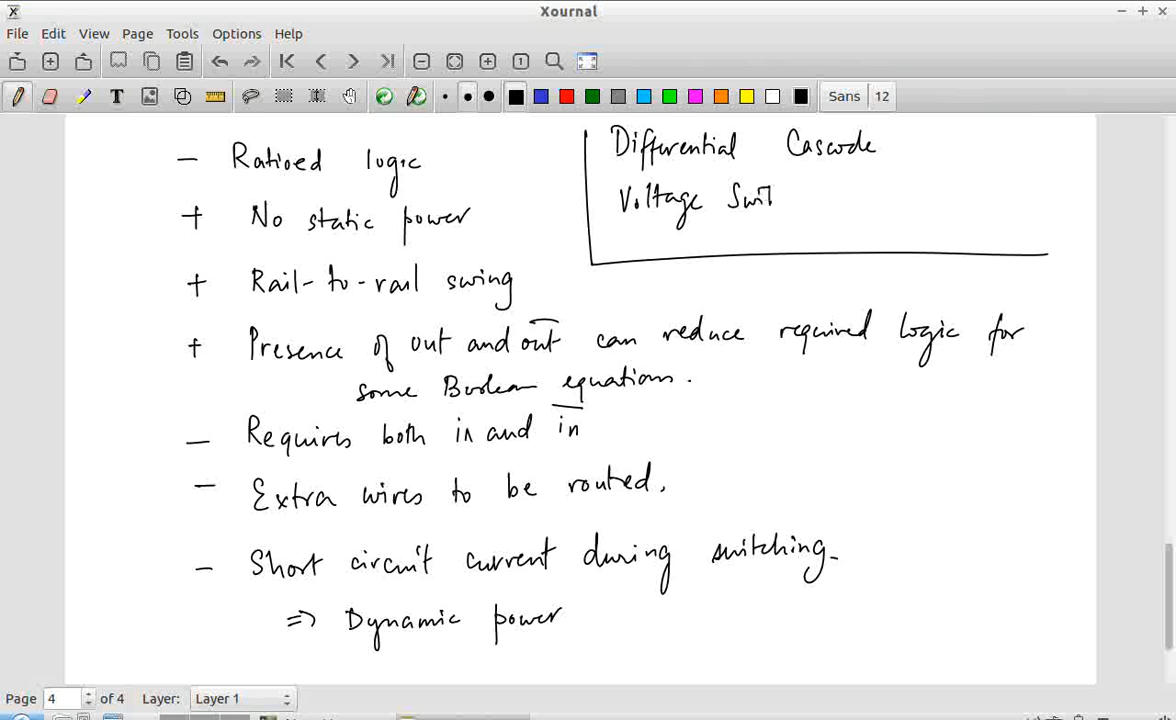 Xournal
File Edit View Page Tools Options Help
Sans 12
Differential Cascode
Voltage Swit
- Ratioed logic
+ No static power
+ Rail-to-rail swing
+ Presence of out and o̅u̅t̅ can reduce required logic for
some Boolean equations.
- Requires both in and i̅n̅
- Extra wires to be routed.
- Short circuit current during switching.
=> Dynamic power
Page 4 of 4 Layer: Layer 1